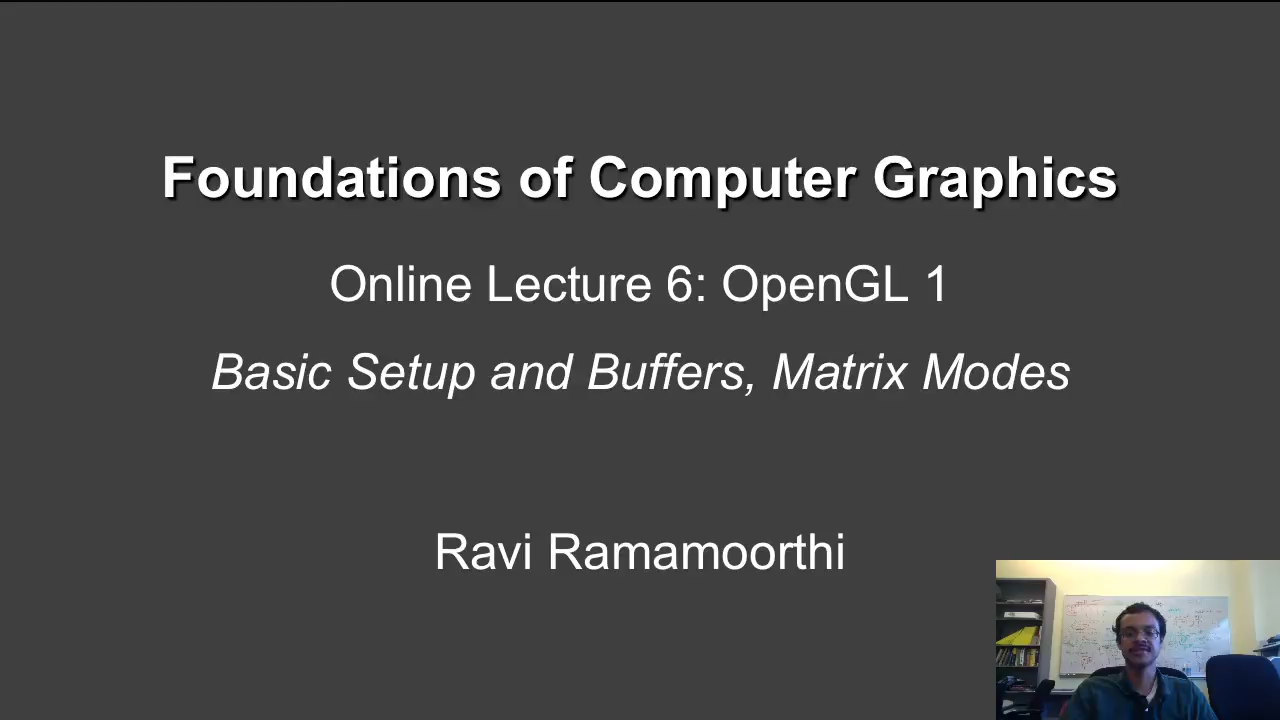 Foundations of Computer Graphics
Online Lecture 6: OpenGL 1
Basic Setup and Buffers, Matrix Modes
Ravi Ramamoorthi